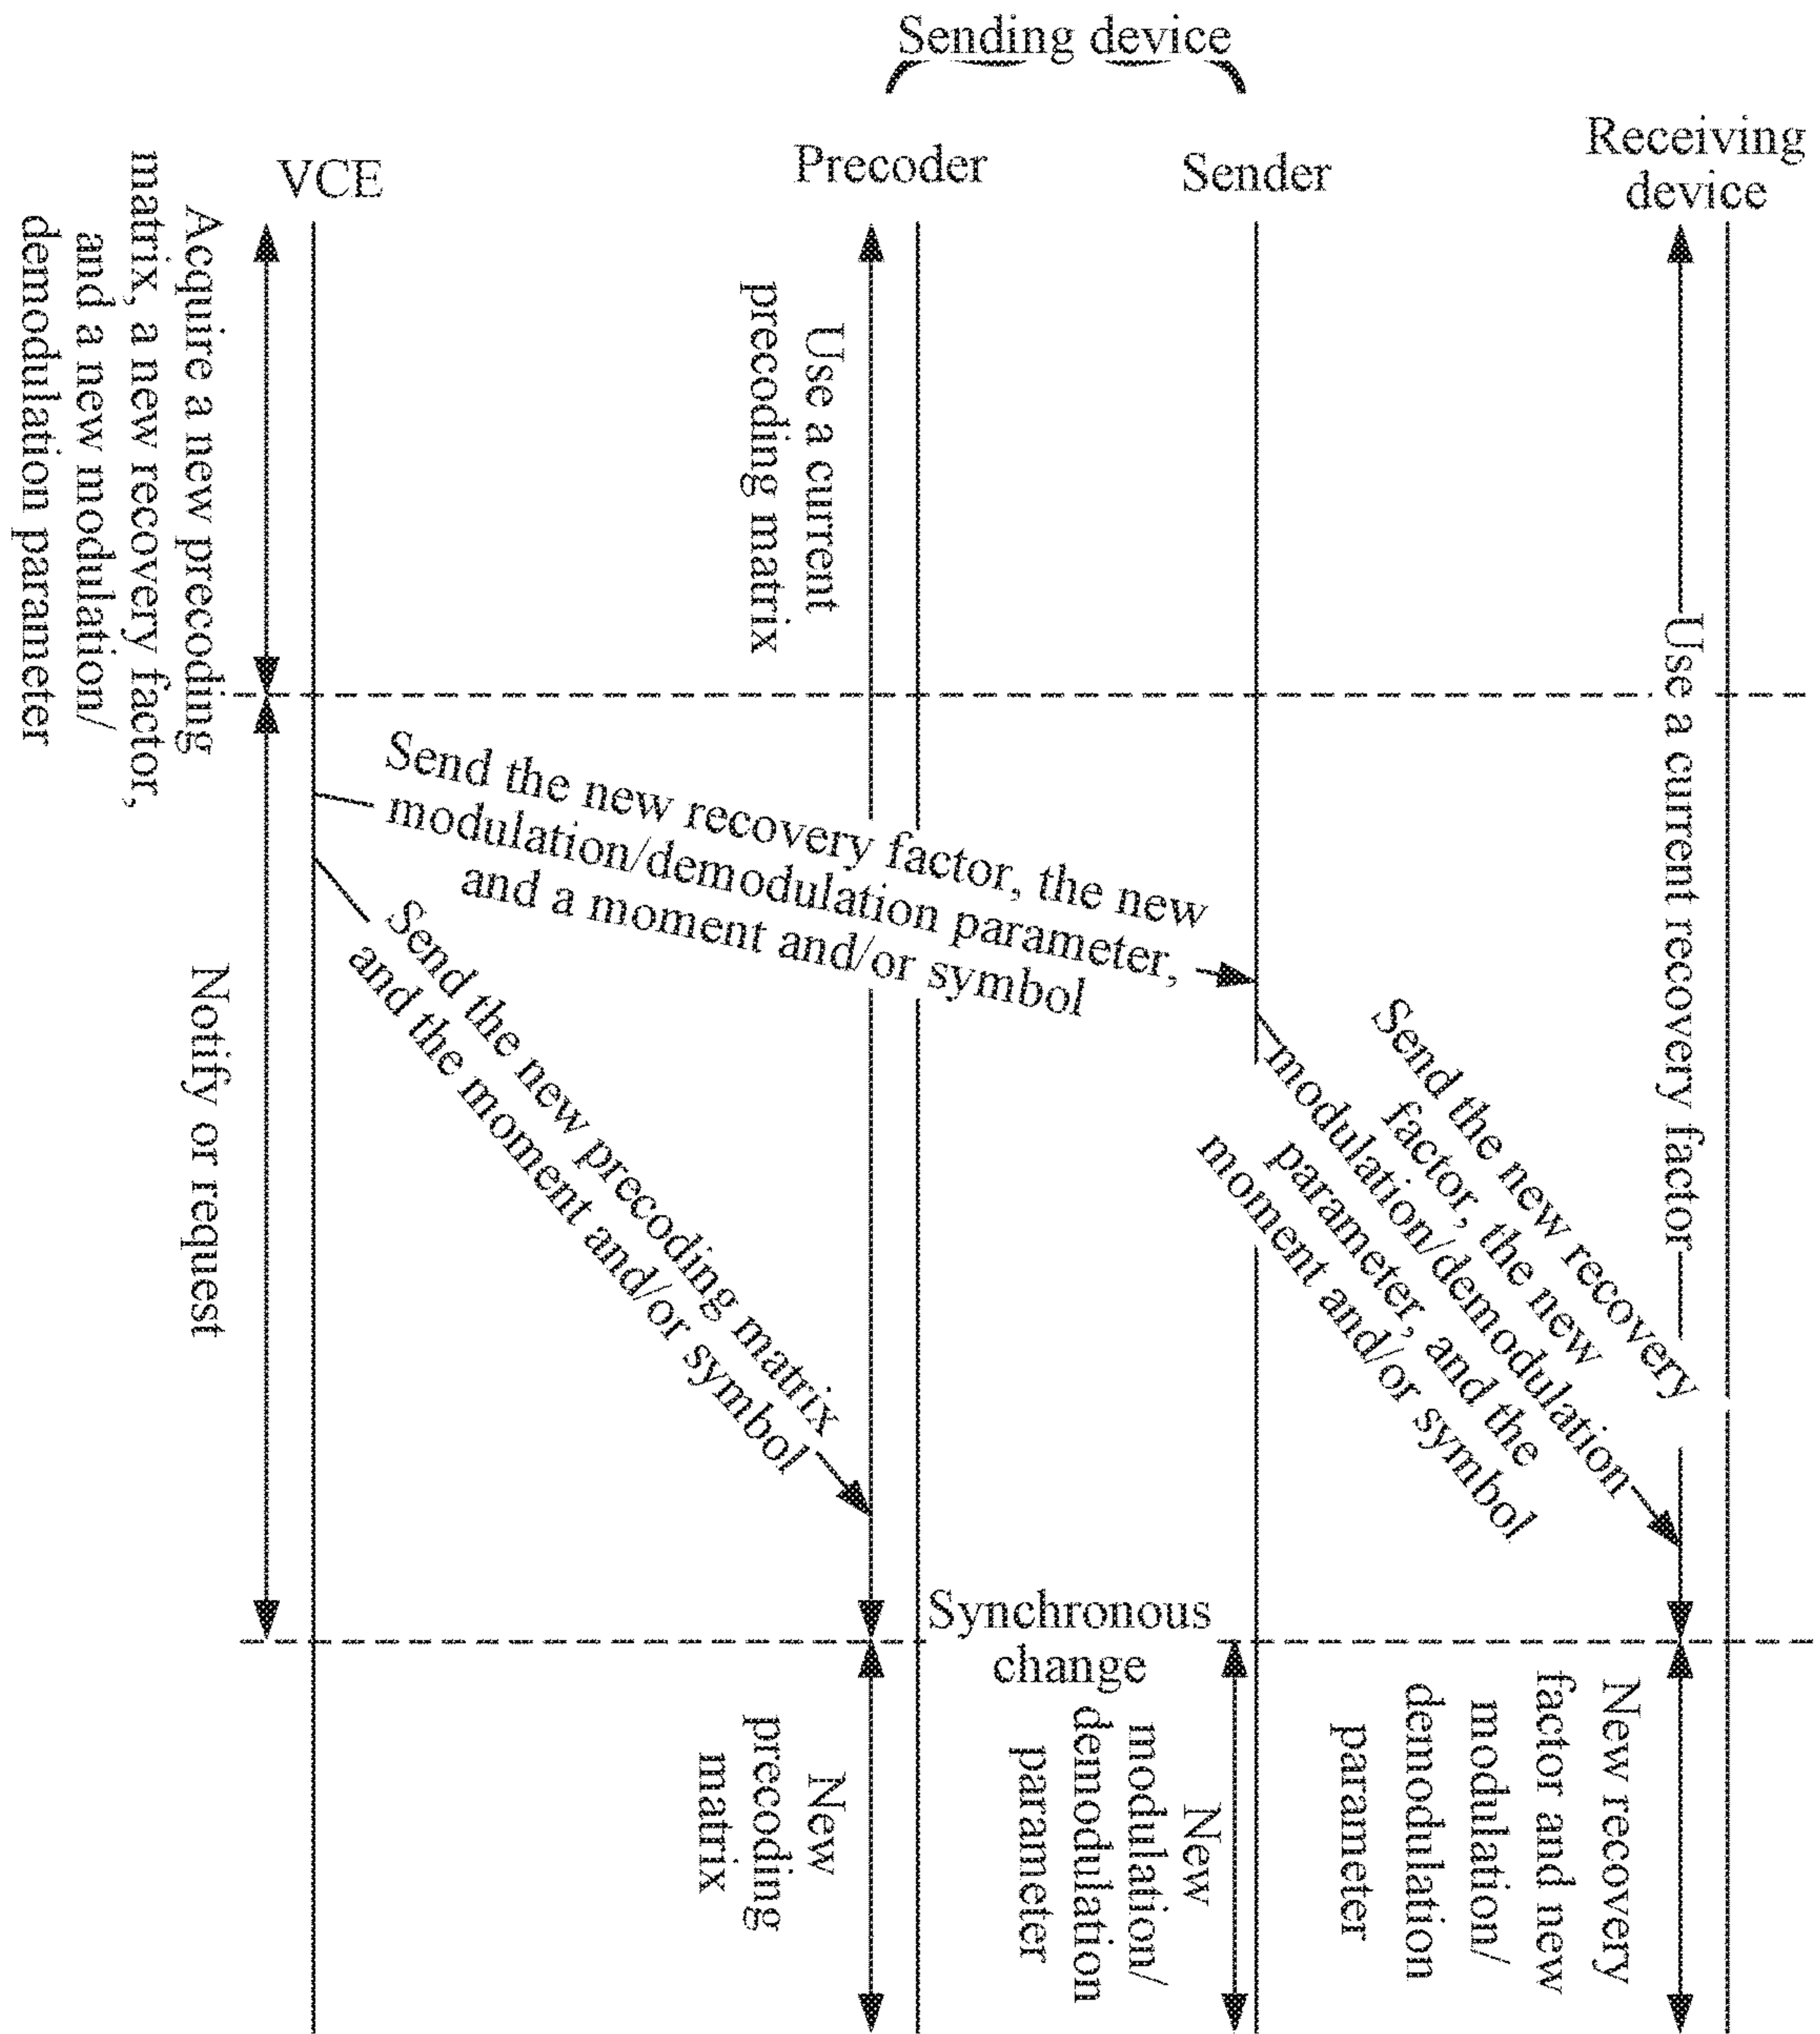 Sending device
VCE
Precoder
Sender
Receiving
device
Acquire a new precoding
matrix, a new recovery factor,
and a new modulation/
demodulation parameter
Use a current
precoding matrix
Use a current recovery factor
Send the new recovery factor, the new
modulation/demodulation parameter,
and a moment and/or symbol
Send the new precoding matrix
and the moment and/or symbol
Notify or request
Send the new recovery
factor, the new
modulation/demodulation
parameter, and the
moment and/or symbol
Synchronous
change
New
precoding
matrix
New
modulation/
demodulation
parameter
New recovery
factor and new
modulation/
demodulation
parameter